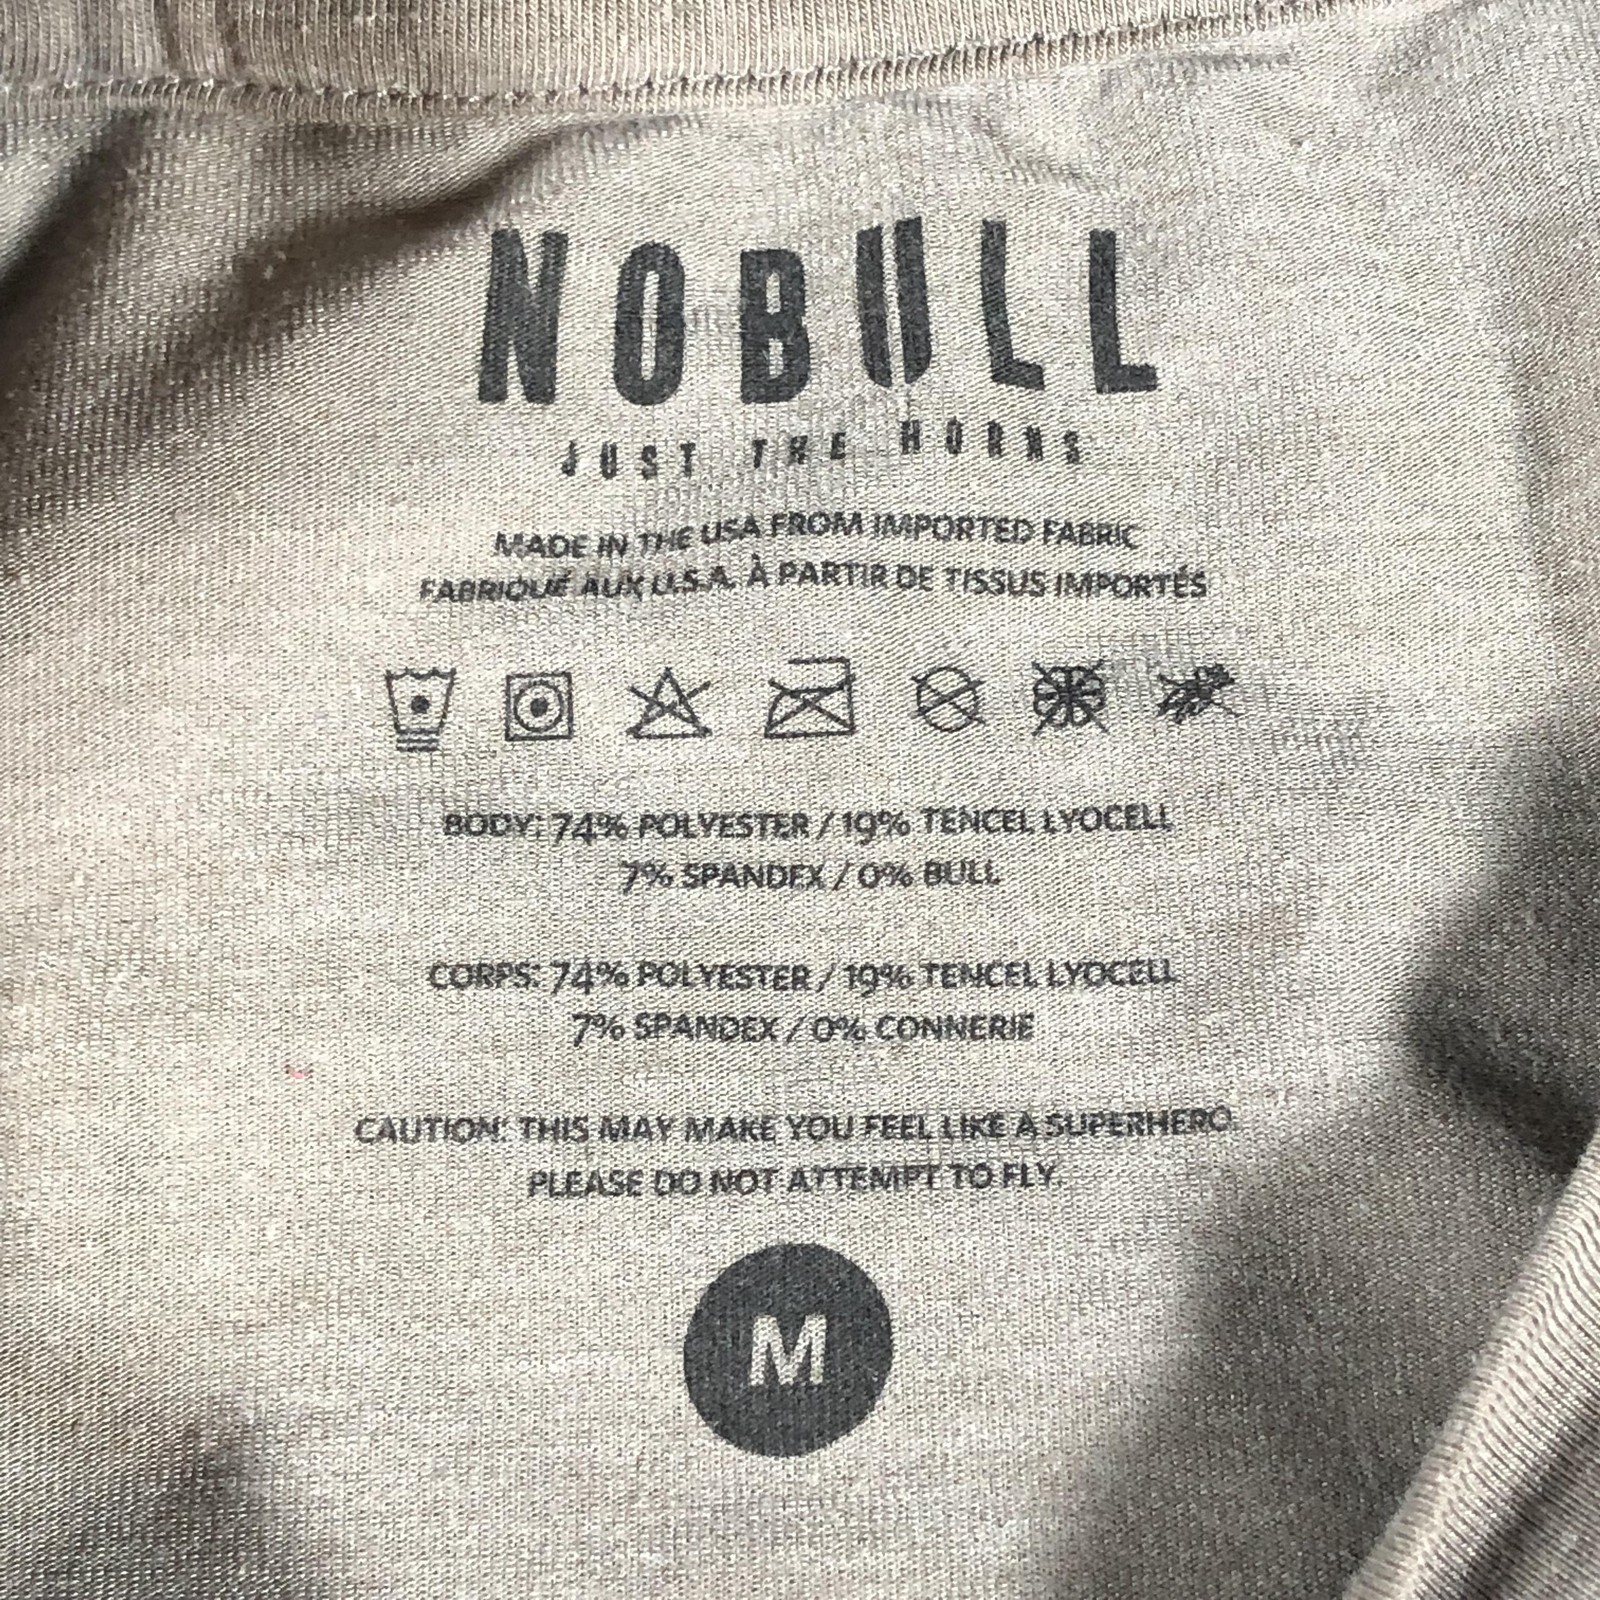 NOBULL
JUST THE HORNS
MADE IN THE USA FROM IMPORTED FABRIC
FABRIQUÉ AUX U.S.A. À PARTIR DE TISSUS IMPORTÉS
BODY: 74% POLYESTER / 19% TENCEL LYOCELL
7% SPANDEX / 0% BULL
CORPS: 74% POLYESTER / 19% TENCEL LYOCELL
7% SPANDEX / 0% CONNERIE
CAUTION: THIS MAY MAKE YOU FEEL LIKE A SUPERHERO.
PLEASE DO NOT ATTEMPT TO FLY.
M